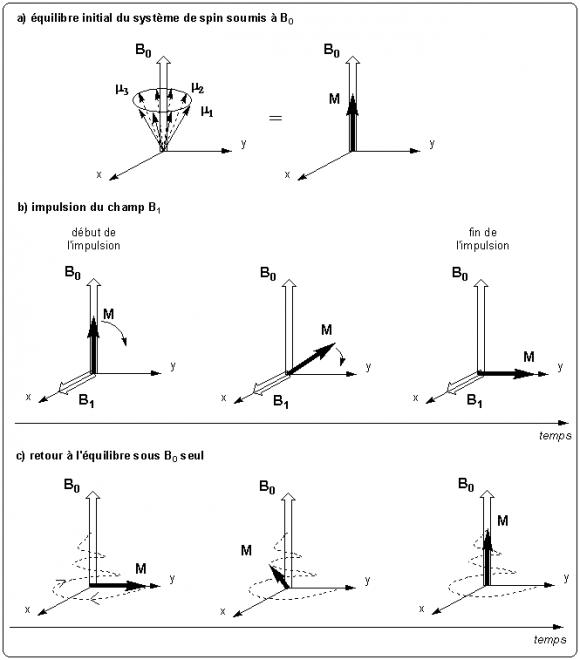 a) équilibre initial du système de spin soumis à B0
B0
B0
μ3
μ2
μ1
M
=
y
y
x
x
b) impulsion du champ B1
début de
l'impulsion
fin de
l'impulsion
B0
B0
B0
M
M
M
y
y
y
x
B1
x
B1
x
B1
temps
c) retour à l'équilibre sous B0 seul
B0
B0
B0
M
M
M
y
y
y
x
x
x
temps